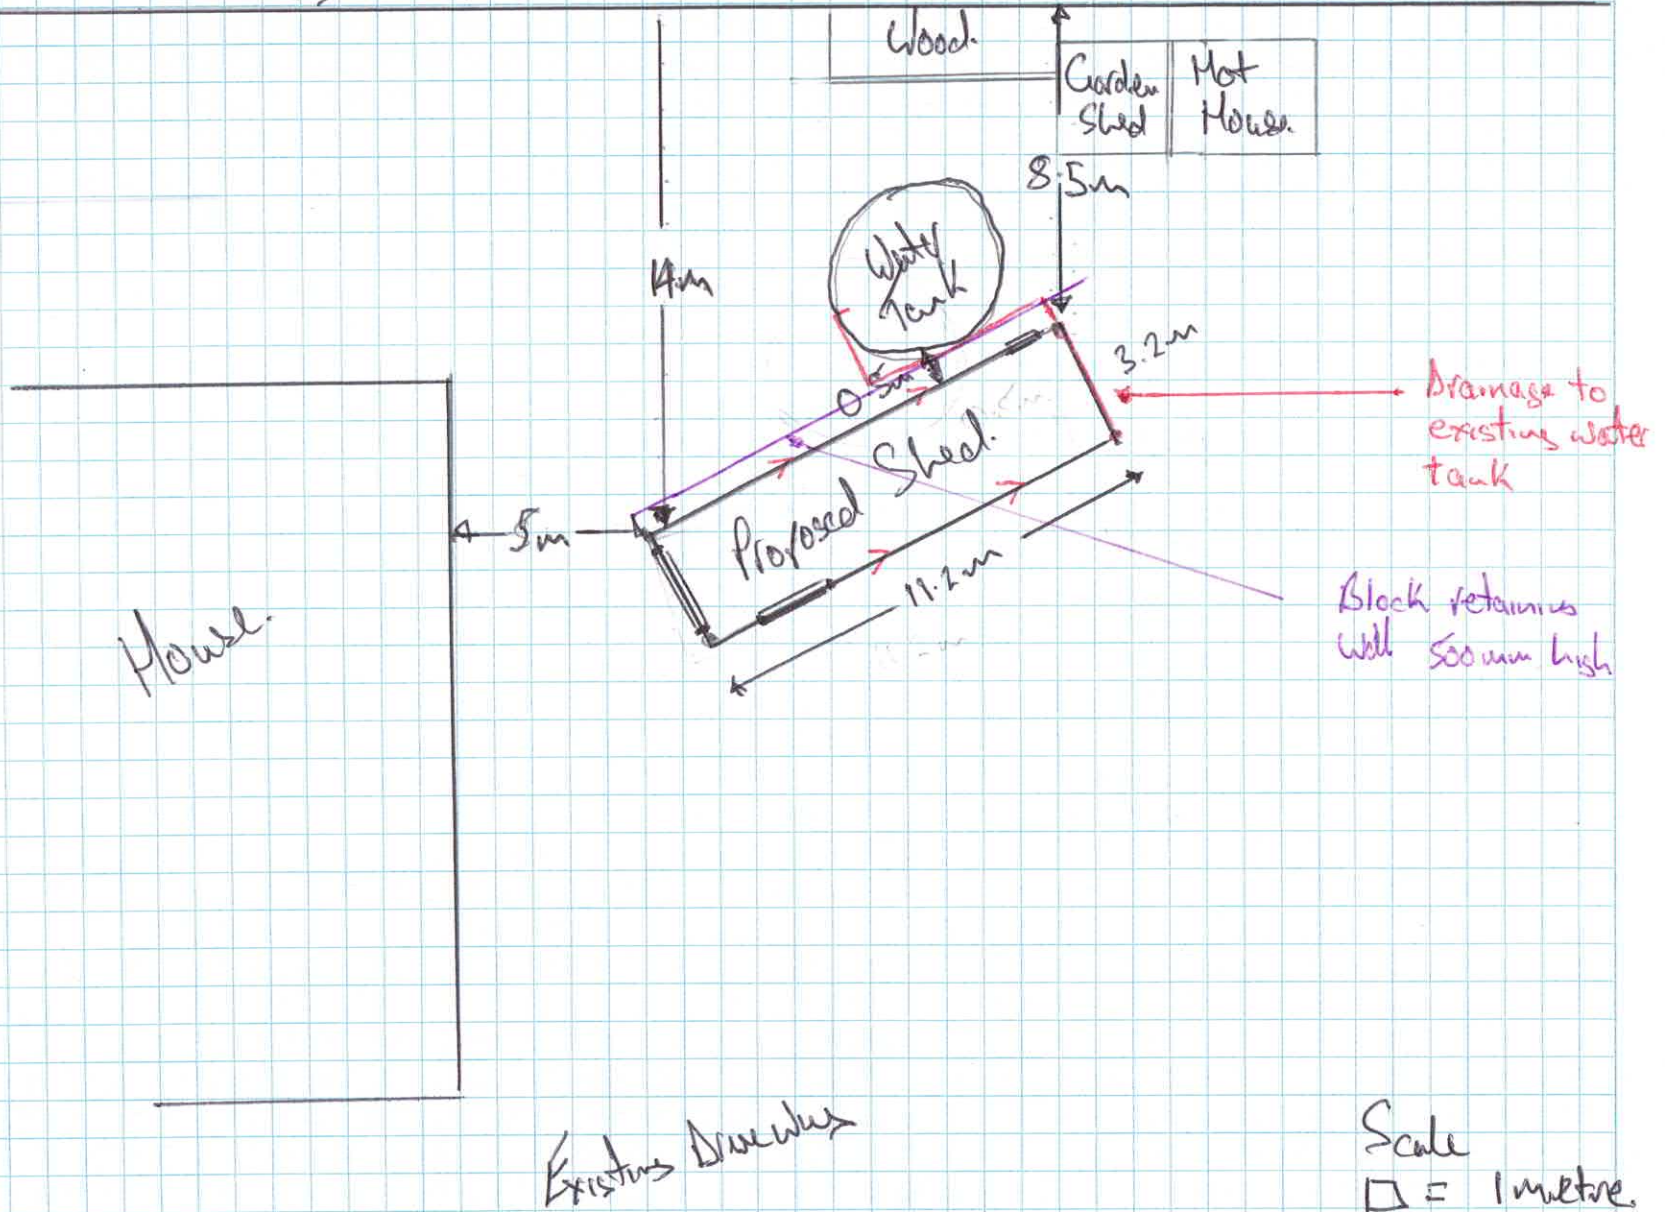 Wood.
Garden
Shed
Hot
House.
8.5m
Water
Tank
14m
3.2m
0.5m
Drainage to
existing water
tank
Proposed Shed.
5m
11.2m
Block retaining
Wall 500mm high
House.
Existing Driveway
Scale
= 1 metre.